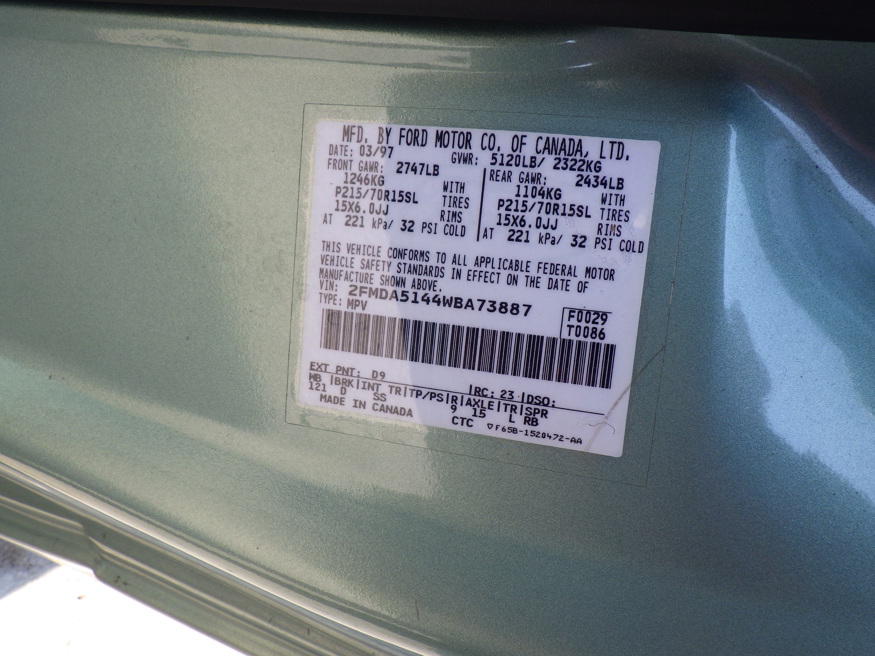 MFD. BY FORD MOTOR CO. OF CANADA, LTD.
DATE: 03/97 GVWR: 5120LB/ 2322KG
FRONT GAWR: 2747LB REAR GAWR: 2434LB
1246KG WITH 1104KG WITH
P215/70R15SL TIRES P215/70R15SL TIRES
15X6.0JJ RIMS 15X6.0JJ RIMS
AT 221 kPa/ 32 PSI COLD AT 221 kPa/ 32 PSI COLD
THIS VEHICLE CONFORMS TO ALL APPLICABLE FEDERAL MOTOR
VEHICLE SAFETY STANDARDS IN EFFECT ON THE DATE OF
MANUFACTURE SHOWN ABOVE.
VIN: 2FMDA5144WBA73887
TYPE: MPV
F0029
T0086
EXT PNT: D9 RC: 23 DSO:
WB BRK INT TR TP/PS R AXLE TR SPR
121 D SS 9 15 L RB
MADE IN CANADA CTC ▽F65B-1520472-AA